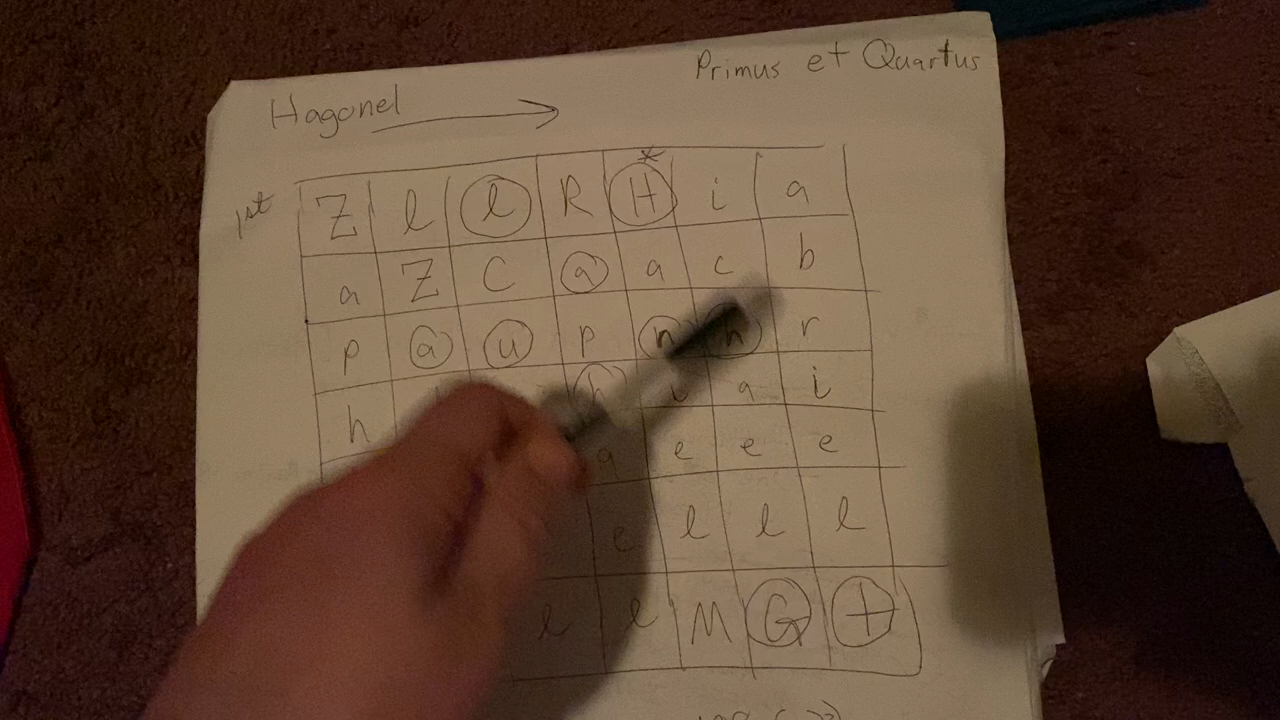 Primus et Quartus
Hagonel
1st
Z l l R H i a
a Z C a a c b
p a u p n h r
h h i a i
a e e e
e l l l
l l M G +